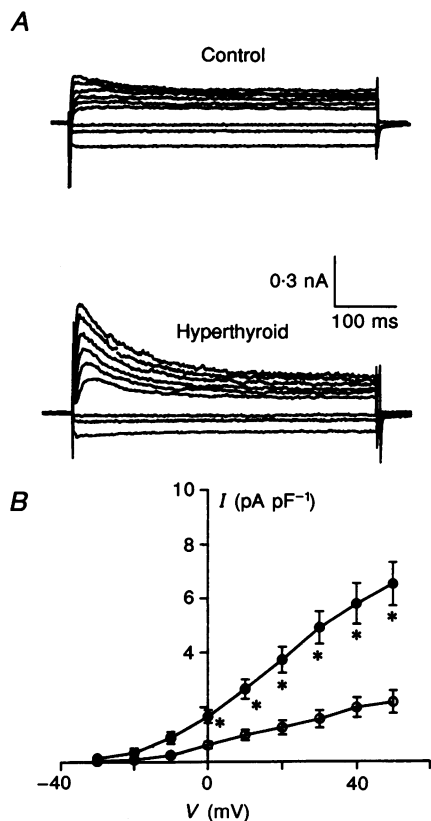 A
Control
0·3 nA
100 ms
Hyperthyroid
B
10
I (pA pF⁻¹)
8
6
4
2
* * * * * *
−40
0
40
V (mV)